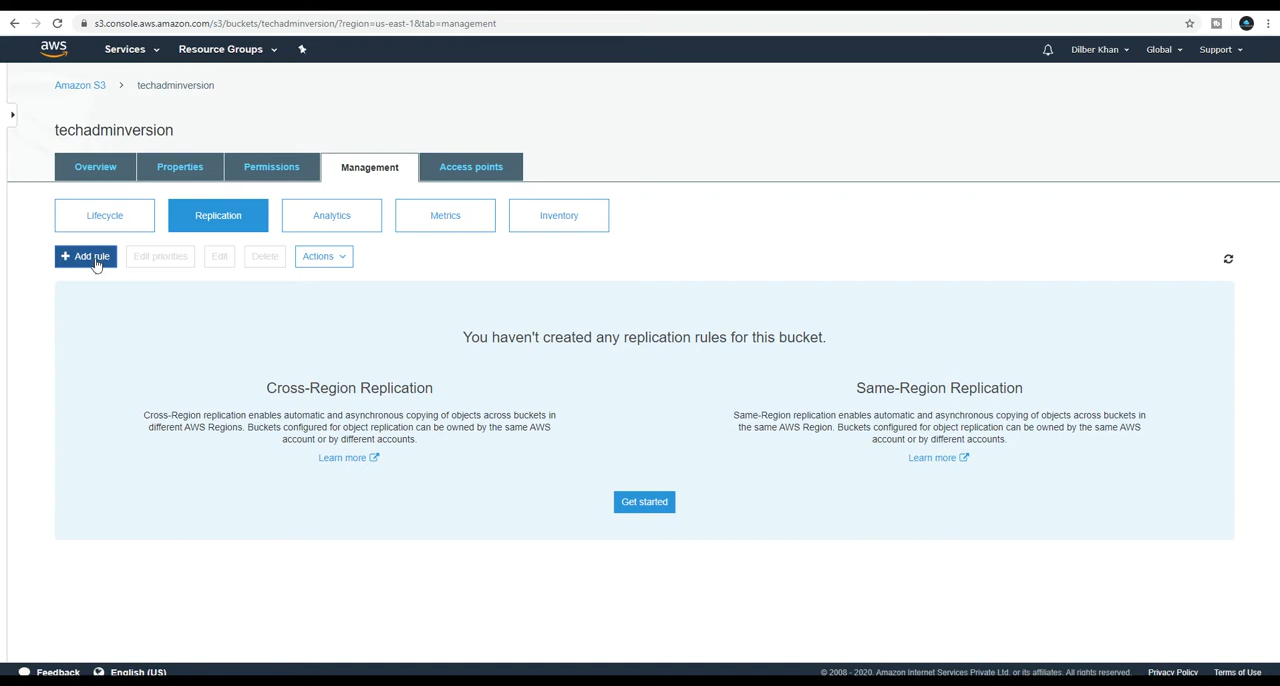 s3.console.aws.amazon.com/s3/buckets/techadminversion/?region=us-east-1&tab=management
aws Services Resource Groups Dilber Khan Global Support
Amazon S3 > techadminversion
techadminversion
Overview Properties Permissions Management Access points
Lifecycle Replication Analytics Metrics Inventory
+ Add rule Edit priorities Edit Delete Actions
You haven't created any replication rules for this bucket.
Cross-Region Replication
Cross-Region replication enables automatic and asynchronous copying of objects across buckets in
different AWS Regions. Buckets configured for object replication can be owned by the same AWS
account or by different accounts.
Learn more
Same-Region Replication
Same-Region replication enables automatic and asynchronous copying of objects across buckets in
the same AWS Region. Buckets configured for object replication can be owned by the same AWS
account or by different accounts.
Learn more
Get started
Feedback English (US) © 2008 - 2020, Amazon Internet Services Private Ltd. or its affiliates. All rights reserved. Privacy Policy Terms of Use